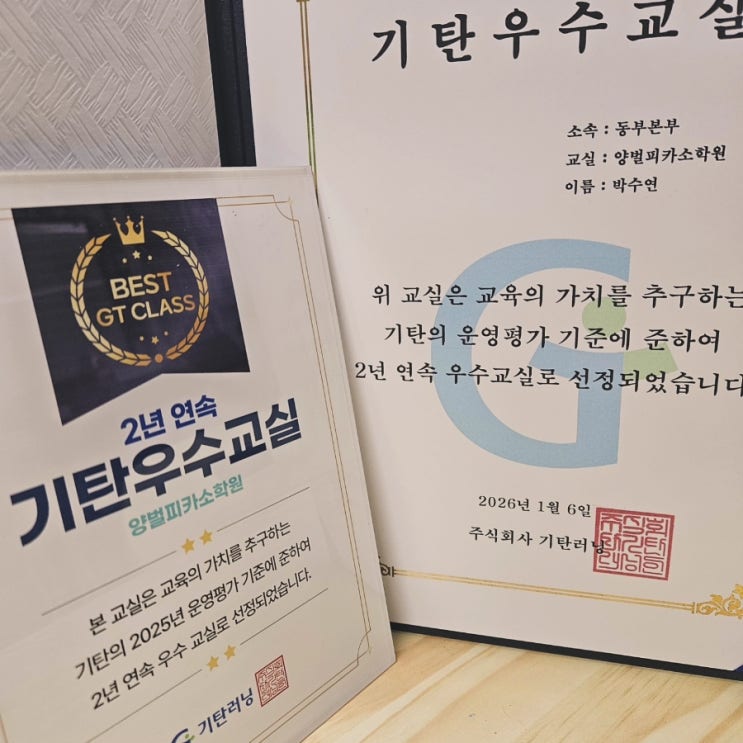 BEST
GT CLASS
2년 연속
기탄우수교실
양벌피카소학원
본 교실은 교육의 가치를 추구하는
기탄의 2025년 운영평가 기준에 준하여
2년 연속 우수 교실로 선정되었습니다.
기탄러닝
기탄우수교실
소속 : 동부본부
교실 : 양벌피카소학원
이름 : 박수연
위 교실은 교육의 가치를 추구하는
기탄의 운영평가 기준에 준하여
2년 연속 우수교실로 선정되었습니다
2026년 1월 6일
주식회사 기탄러닝